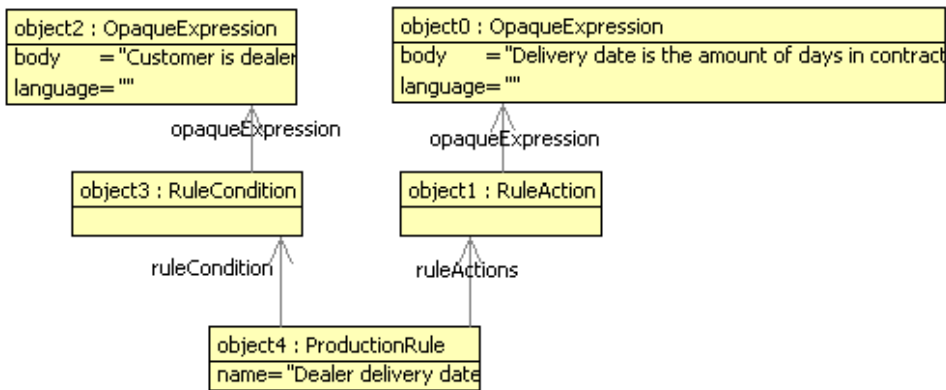 object2 : OpaqueExpression
body = "Customer is dealer
language= ""
object0 : OpaqueExpression
body = "Delivery date is the amount of days in contract
language= ""
opaqueExpression
opaqueExpression
object3 : RuleCondition
object1 : RuleAction
ruleCondition
ruleActions
object4 : ProductionRule
name= "Dealer delivery date